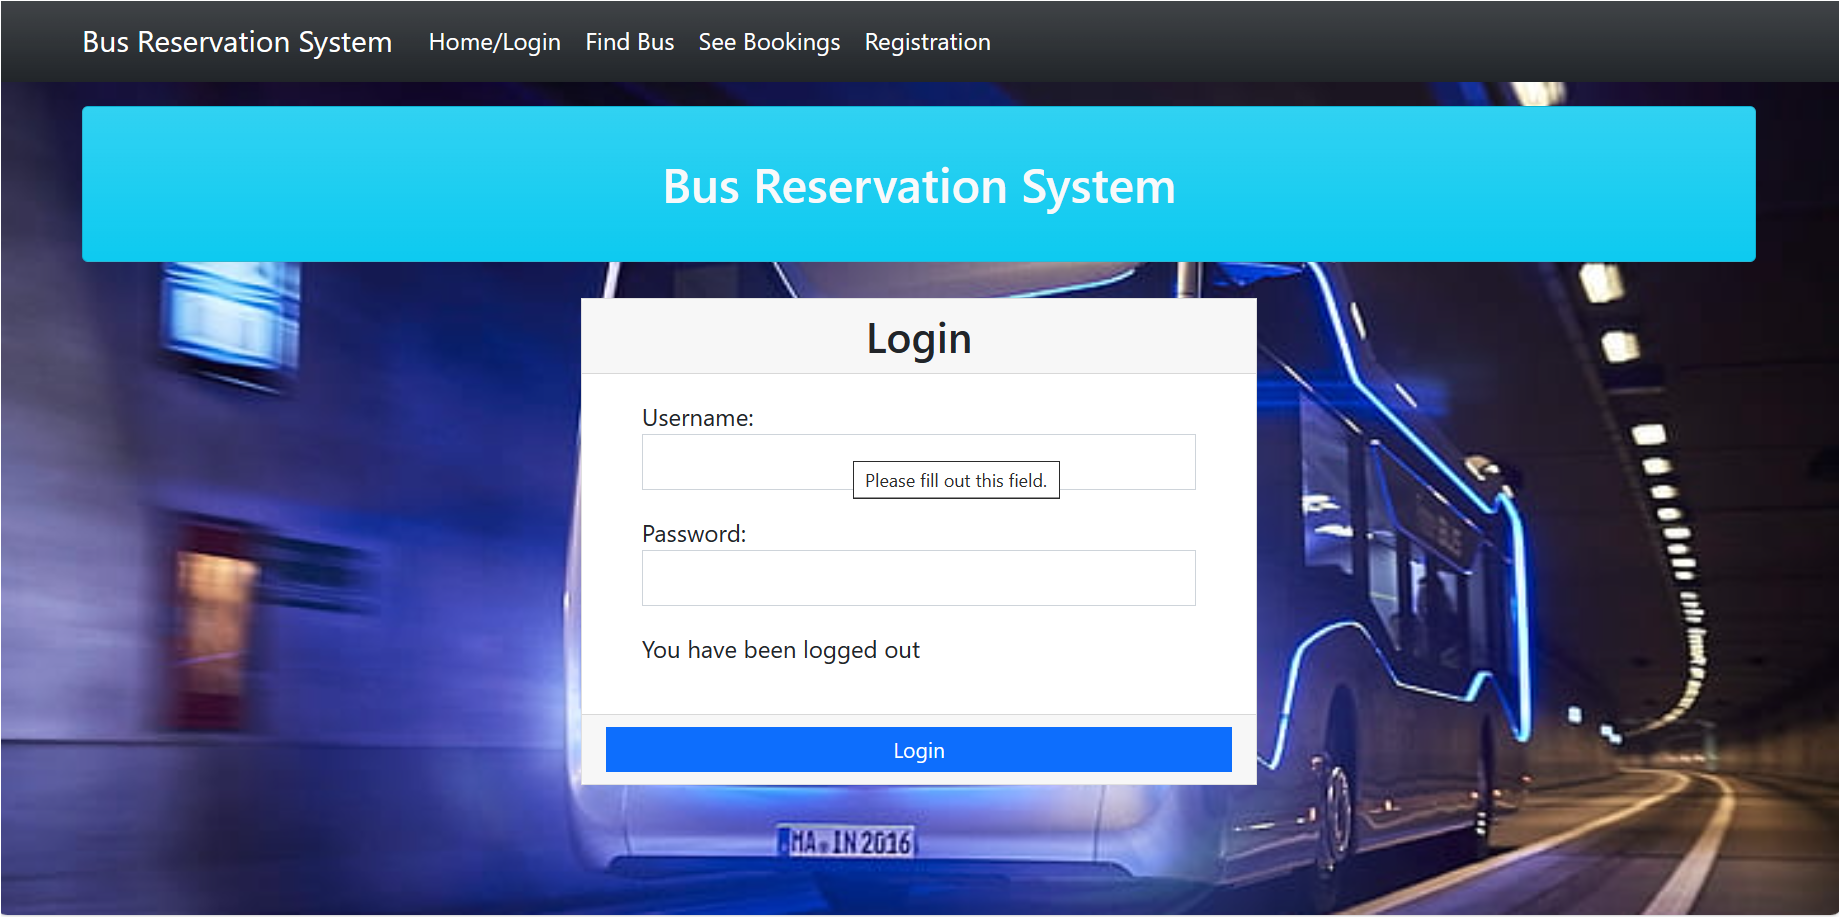 Bus Reservation System Home/Login Find Bus See Bookings Registration
Bus Reservation System
Login
Username:
Please fill out this field.
Password:
You have been logged out
Login
BUS
MA IN 2016